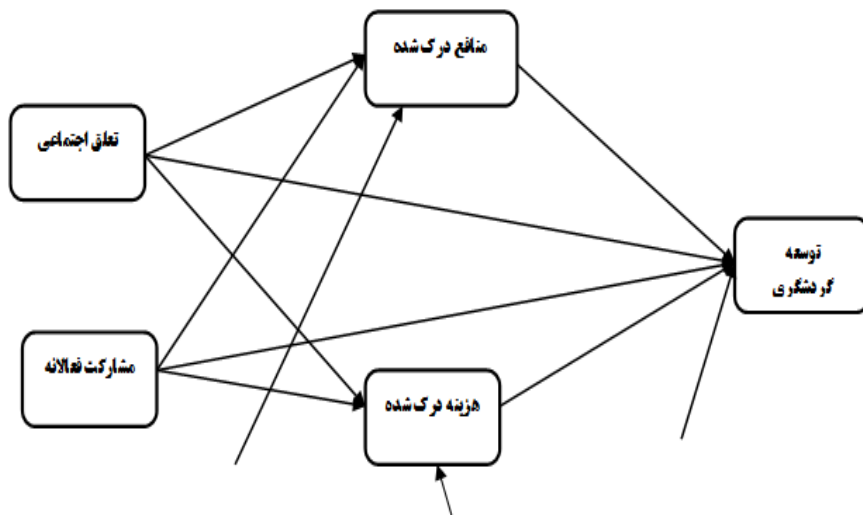 منافع درک شده
تعلق اجتماعی
توسعه
گردشگری
مشارکت فعالانه
هزینه درک شده